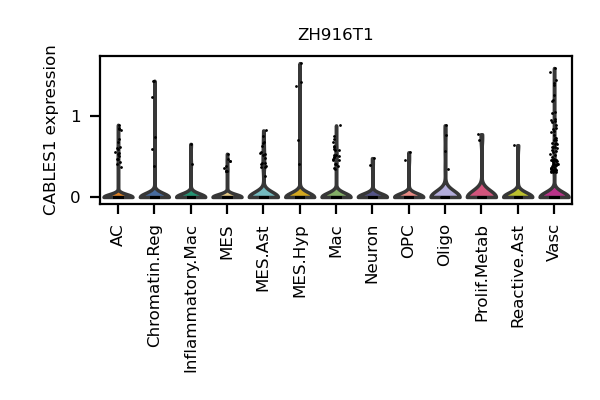 ZH916T1
CABLES1 expression
1
0
AC
Chromatin.Reg
Inflammatory.Mac
MES
MES.Ast
MES.Hyp
Mac
Neuron
OPC
Oligo
Prolif.Metab
Reactive.Ast
Vasc